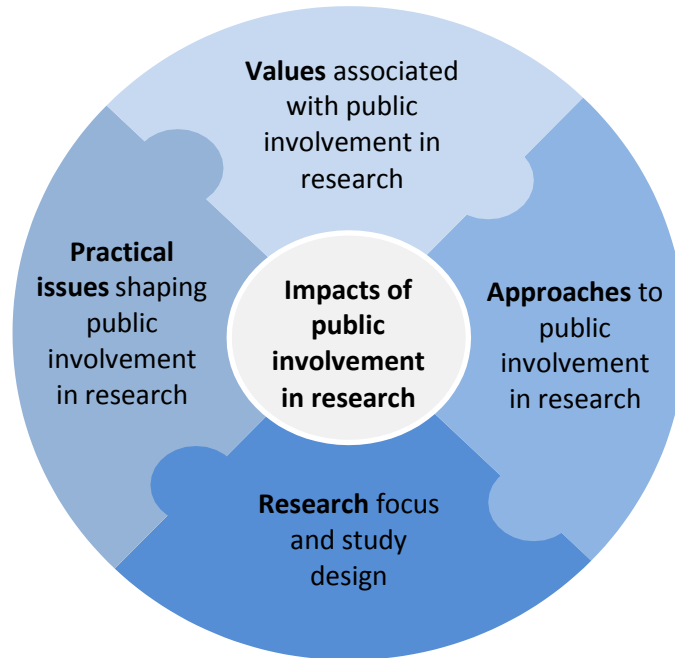 Values associated
with public
involvement in
research
Practical
issues shaping
public
involvement
in research
Impacts of
public
involvement
in research
Approaches to
public
involvement
in research
Research focus
and study
design